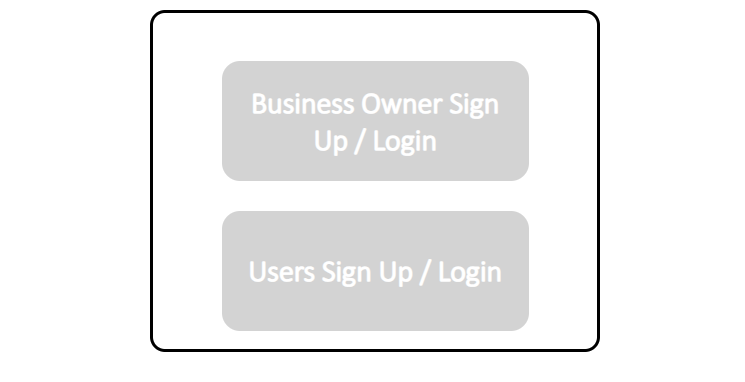 Business Owner Sign
Up / Login
Users Sign Up / Login